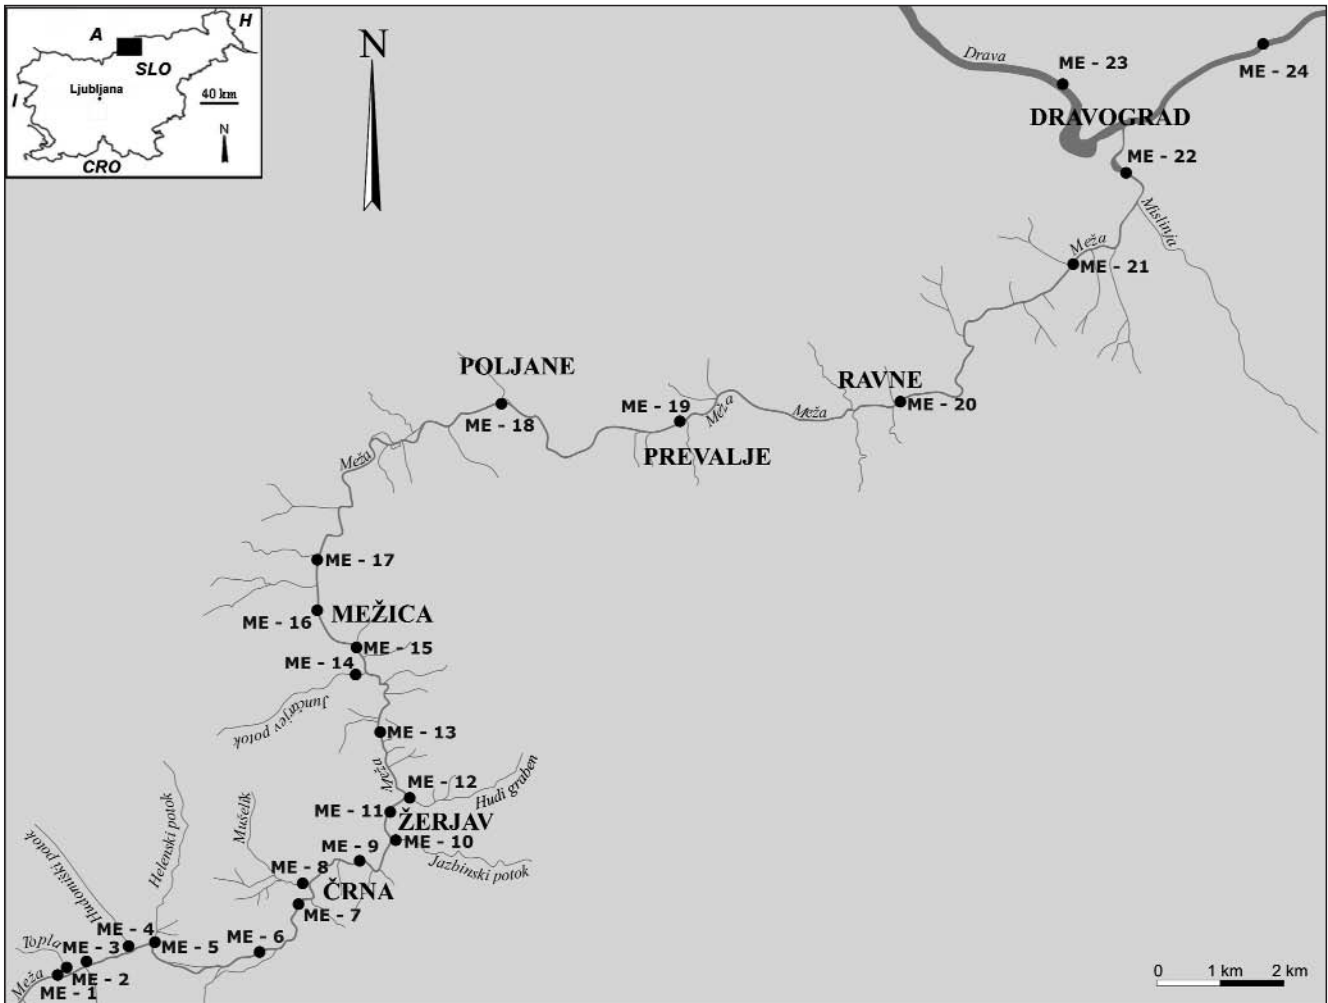 A
H
SLO
Ljubljana
I
40 km
N
CRO
N
Drava
ME - 23
ME - 24
DRAVOGRAD
ME - 22
Mislinja
Meža
ME - 21
POLJANE
RAVNE
ME - 19
Meža
Meža
ME - 20
ME - 18
PREVALJE
Meža
ME - 17
MEŽICA
ME - 16
ME - 15
ME - 14
Junčarjev potok
ME - 13
Meža
ME - 12
Hudi graben
ME - 11
ŽERJAV
Mušelik
Helenski potok
Hudomiški potok
ME - 10
ME - 9
Jazbinski potok
ME - 8
ČRNA
ME - 7
ME - 4
Topla
ME - 3
ME - 5
ME - 6
ME - 2
Meža
ME - 1
0 1 km 2 km